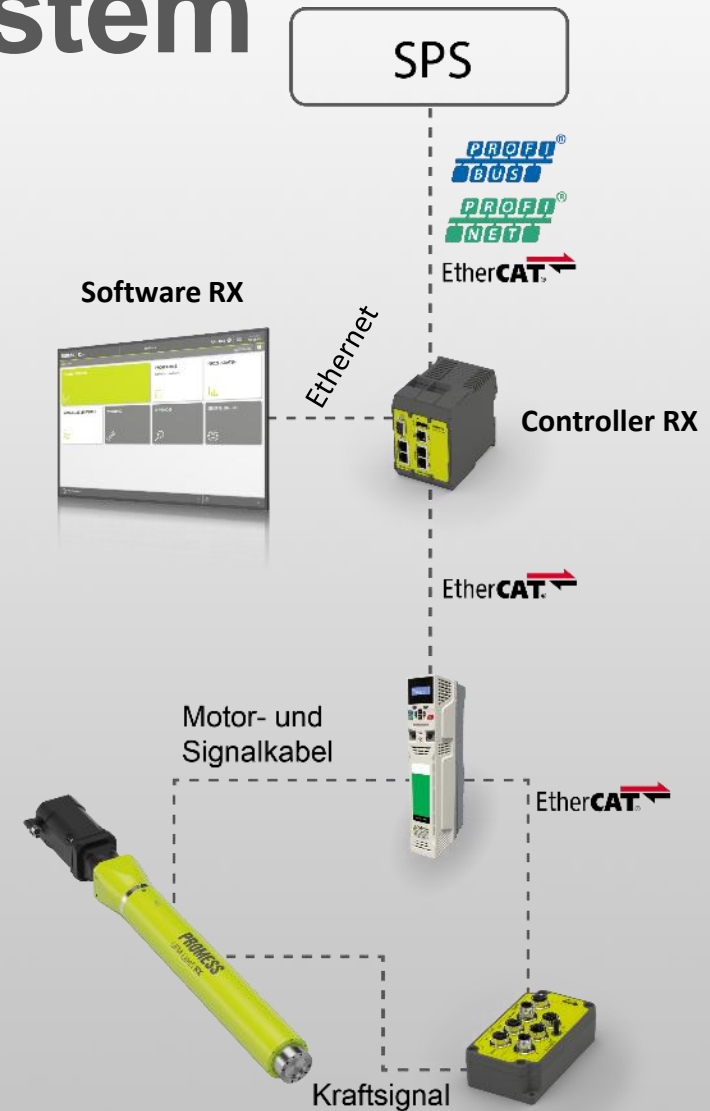 stem
SPS
PROFI
BUS
PROFI
NET
EtherCAT
Software RX
Ethernet
Controller RX
EtherCAT
Motor- und
Signalkabel
EtherCAT
PROMESS
Kraftsignal